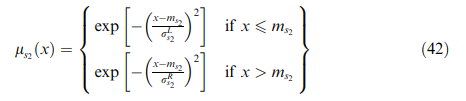 μ_{s_2}(x) = { exp[−((x−m_{s_2})/σ^L_{s_2})^2] if x ⩽ m_{s_2}
exp[−((x−m_{s_2})/σ^R_{s_2})^2] if x > m_{s_2} } (42)